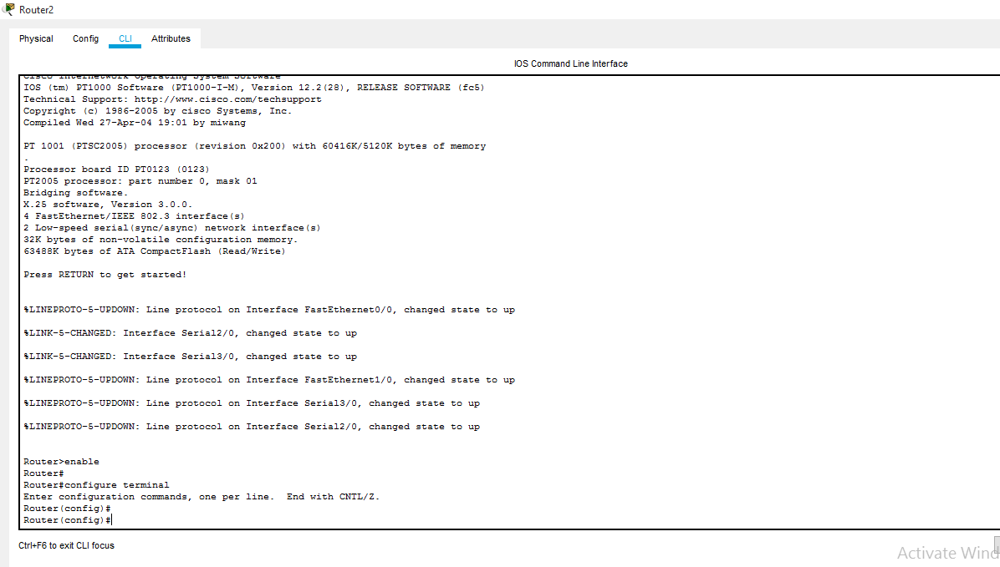 Router2
Physical Config CLI Attributes
IOS Command Line Interface
Cisco Internetwork Operating System Software
IOS (tm) PT1000 Software (PT1000-I-M), Version 12.2(28), RELEASE SOFTWARE (fc5)
Technical Support: http://www.cisco.com/techsupport
Copyright (c) 1986-2005 by cisco Systems, Inc.
Compiled Wed 27-Apr-04 19:01 by miwang
PT 1001 (PTSC2005) processor (revision 0x200) with 60416K/5120K bytes of memory
.
Processor board ID PT0123 (0123)
PT2005 processor: part number 0, mask 01
Bridging software.
X.25 software, Version 3.0.0.
4 FastEthernet/IEEE 802.3 interface(s)
2 Low-speed serial(sync/async) network interface(s)
32K bytes of non-volatile configuration memory.
63488K bytes of ATA CompactFlash (Read/Write)
Press RETURN to get started!
%LINEPROTO-5-UPDOWN: Line protocol on Interface FastEthernet0/0, changed state to up
%LINK-5-CHANGED: Interface Serial2/0, changed state to up
%LINK-5-CHANGED: Interface Serial3/0, changed state to up
%LINEPROTO-5-UPDOWN: Line protocol on Interface FastEthernet1/0, changed state to up
%LINEPROTO-5-UPDOWN: Line protocol on Interface Serial3/0, changed state to up
%LINEPROTO-5-UPDOWN: Line protocol on Interface Serial2/0, changed state to up
Router>enable
Router#
Router#configure terminal
Enter configuration commands, one per line.  End with CNTL/Z.
Router(config)#
Router(config)#
Ctrl+F6 to exit CLI focus
Activate Wind